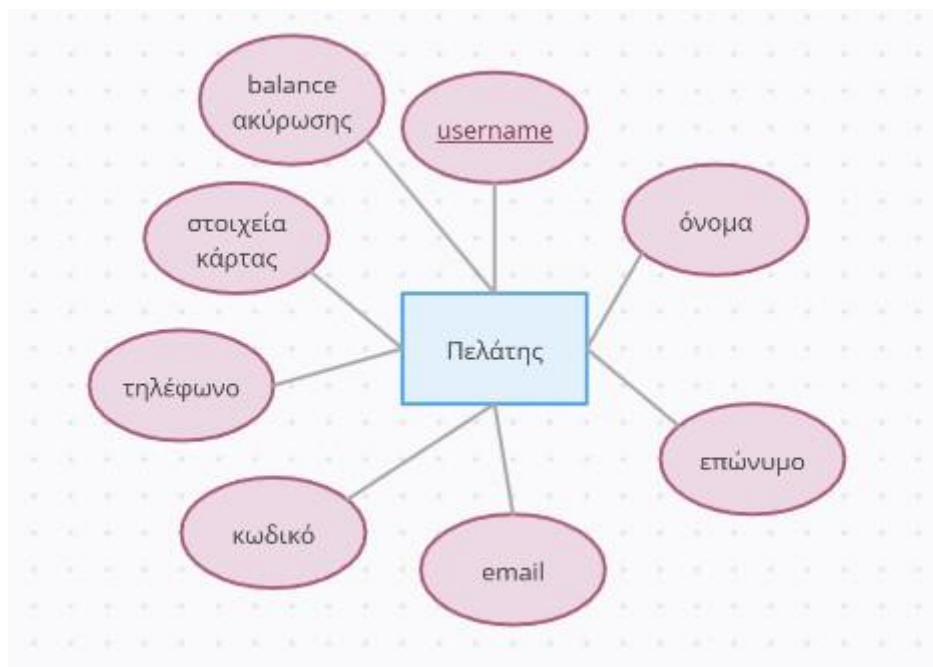 balance
ακύρωσης
username
όνομα
στοιχεία
κάρτας
Πελάτης
τηλέφωνο
επώνυμο
κωδικό
email